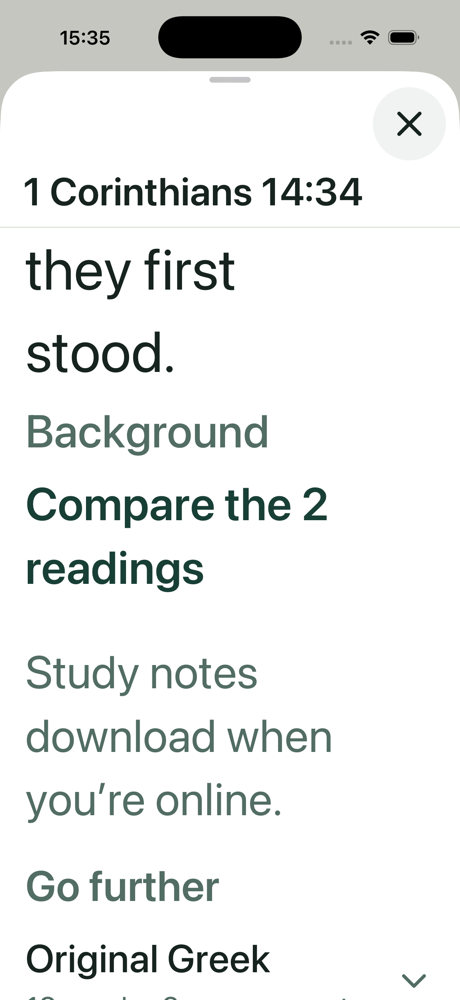 15:35
1 Corinthians 14:34
they first
stood.
Background
Compare the 2
readings
Study notes
download when
you’re online.
Go further
Original Greek